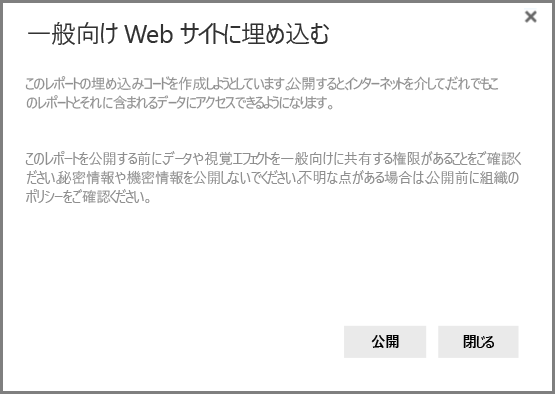 一般向け Web サイトに埋め込む
このレポートの埋め込みコードを作成しようとしています。公開すると、インターネットを介して、だれでもこ
のレポートとそれに含まれるデータにアクセスできるようになります。
このレポートを公開する前にデータや視覚エフェクトを一般向けに共有する権限があることをご確認く
ださい。秘密情報や機密情報を公開しないでください。不明な点がある場合は、公開前に組織の
ポリシーをご確認ください。
公開 閉じる